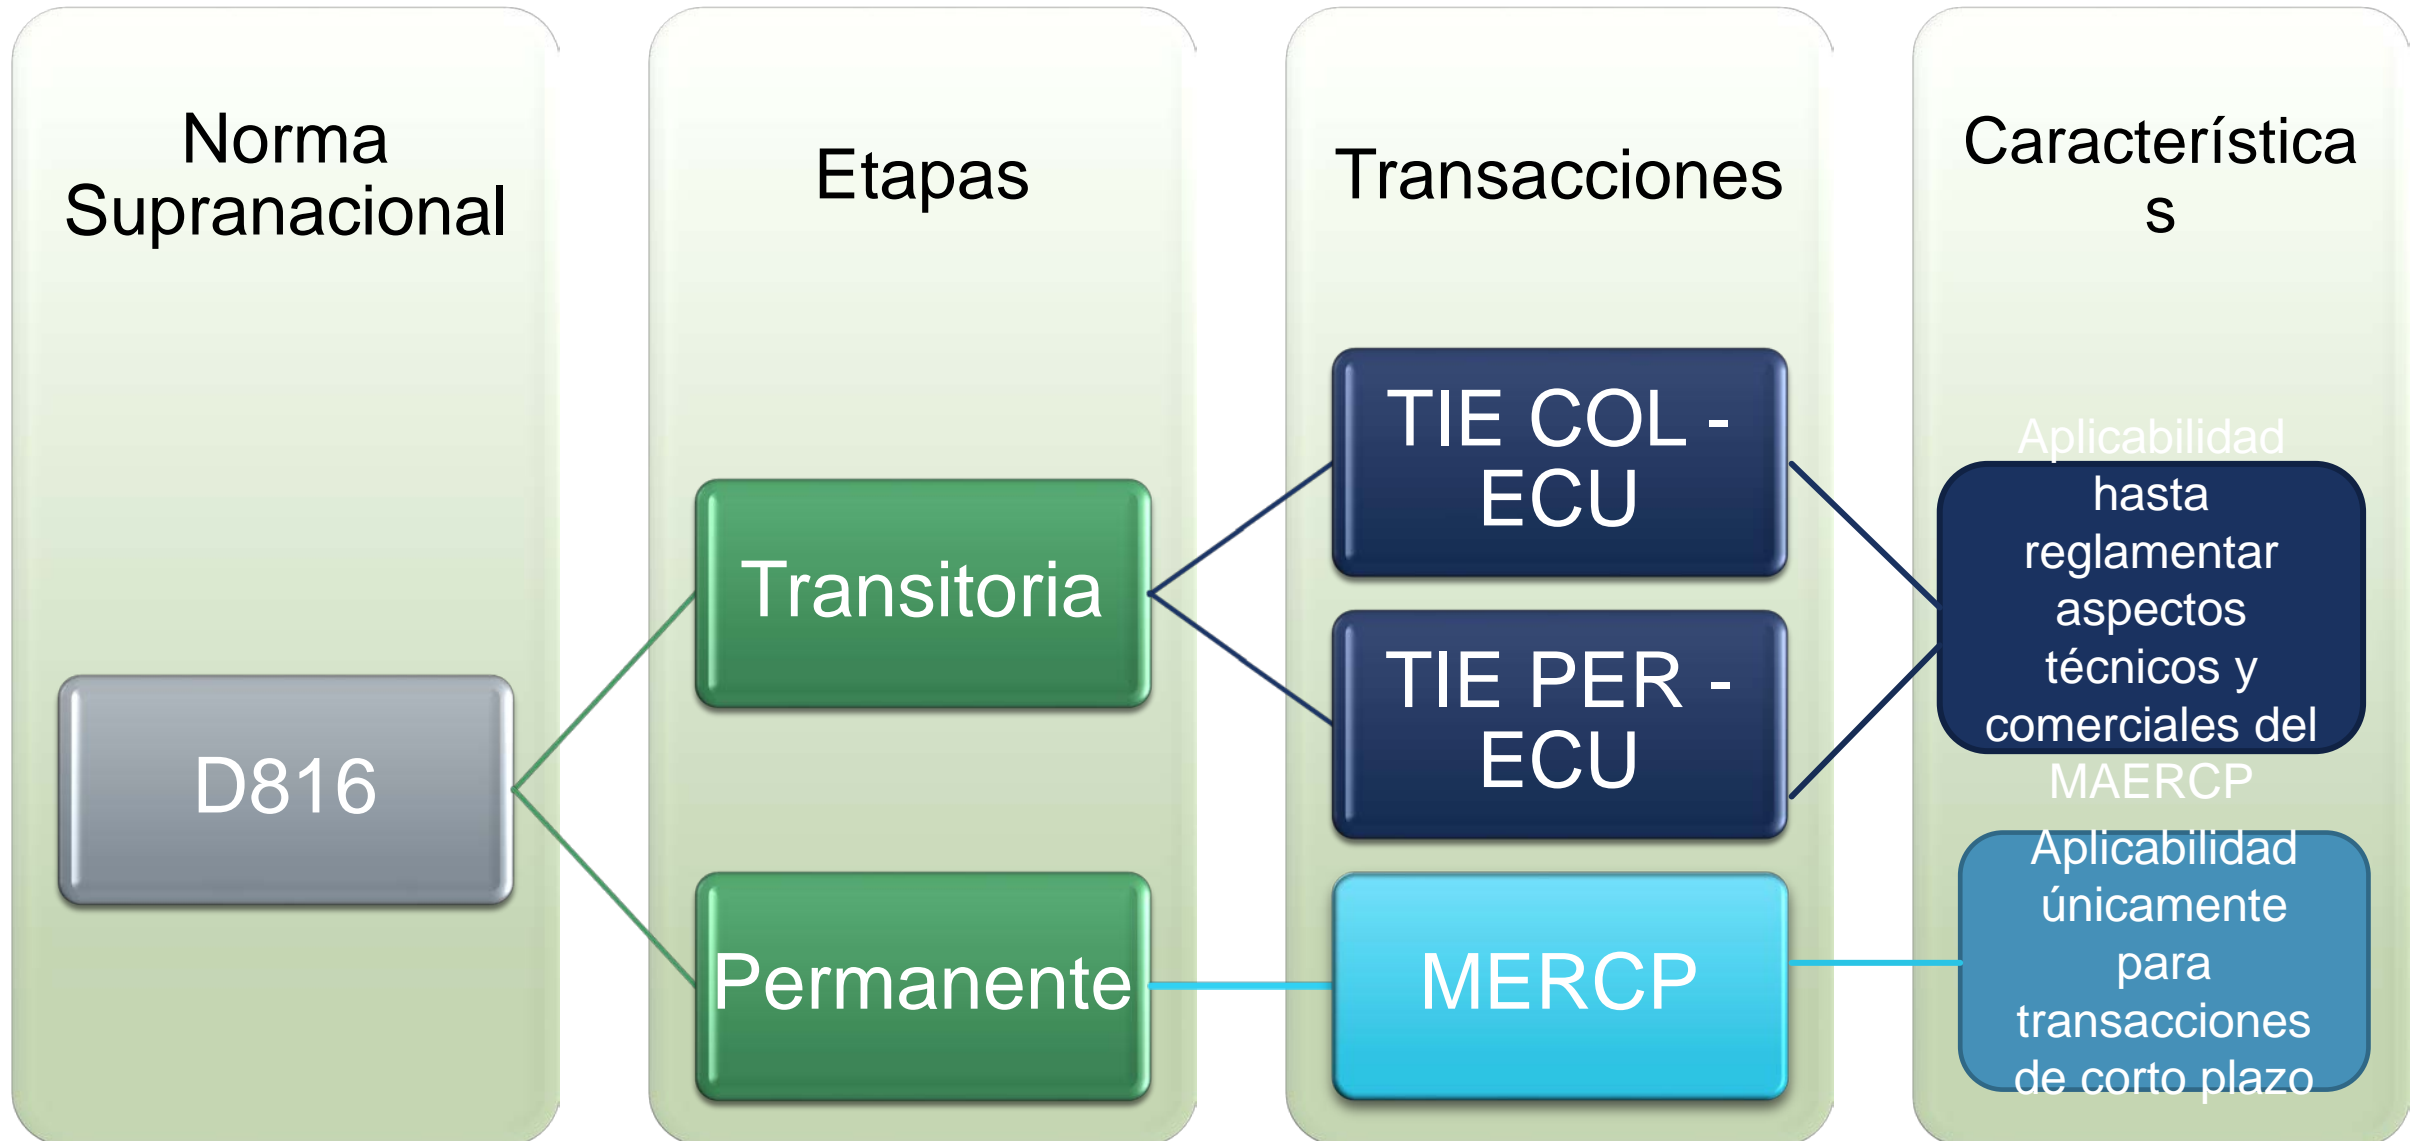 Norma
Supranacional
Etapas
Transacciones
Característica
s
D816
Transitoria
Permanente
TIE COL -
ECU
TIE PER -
ECU
MERCP
Aplicabilidad
hasta
reglamentar
aspectos
técnicos y
comerciales del
MAERCP
Aplicabilidad
únicamente
para
transacciones
de corto plazo